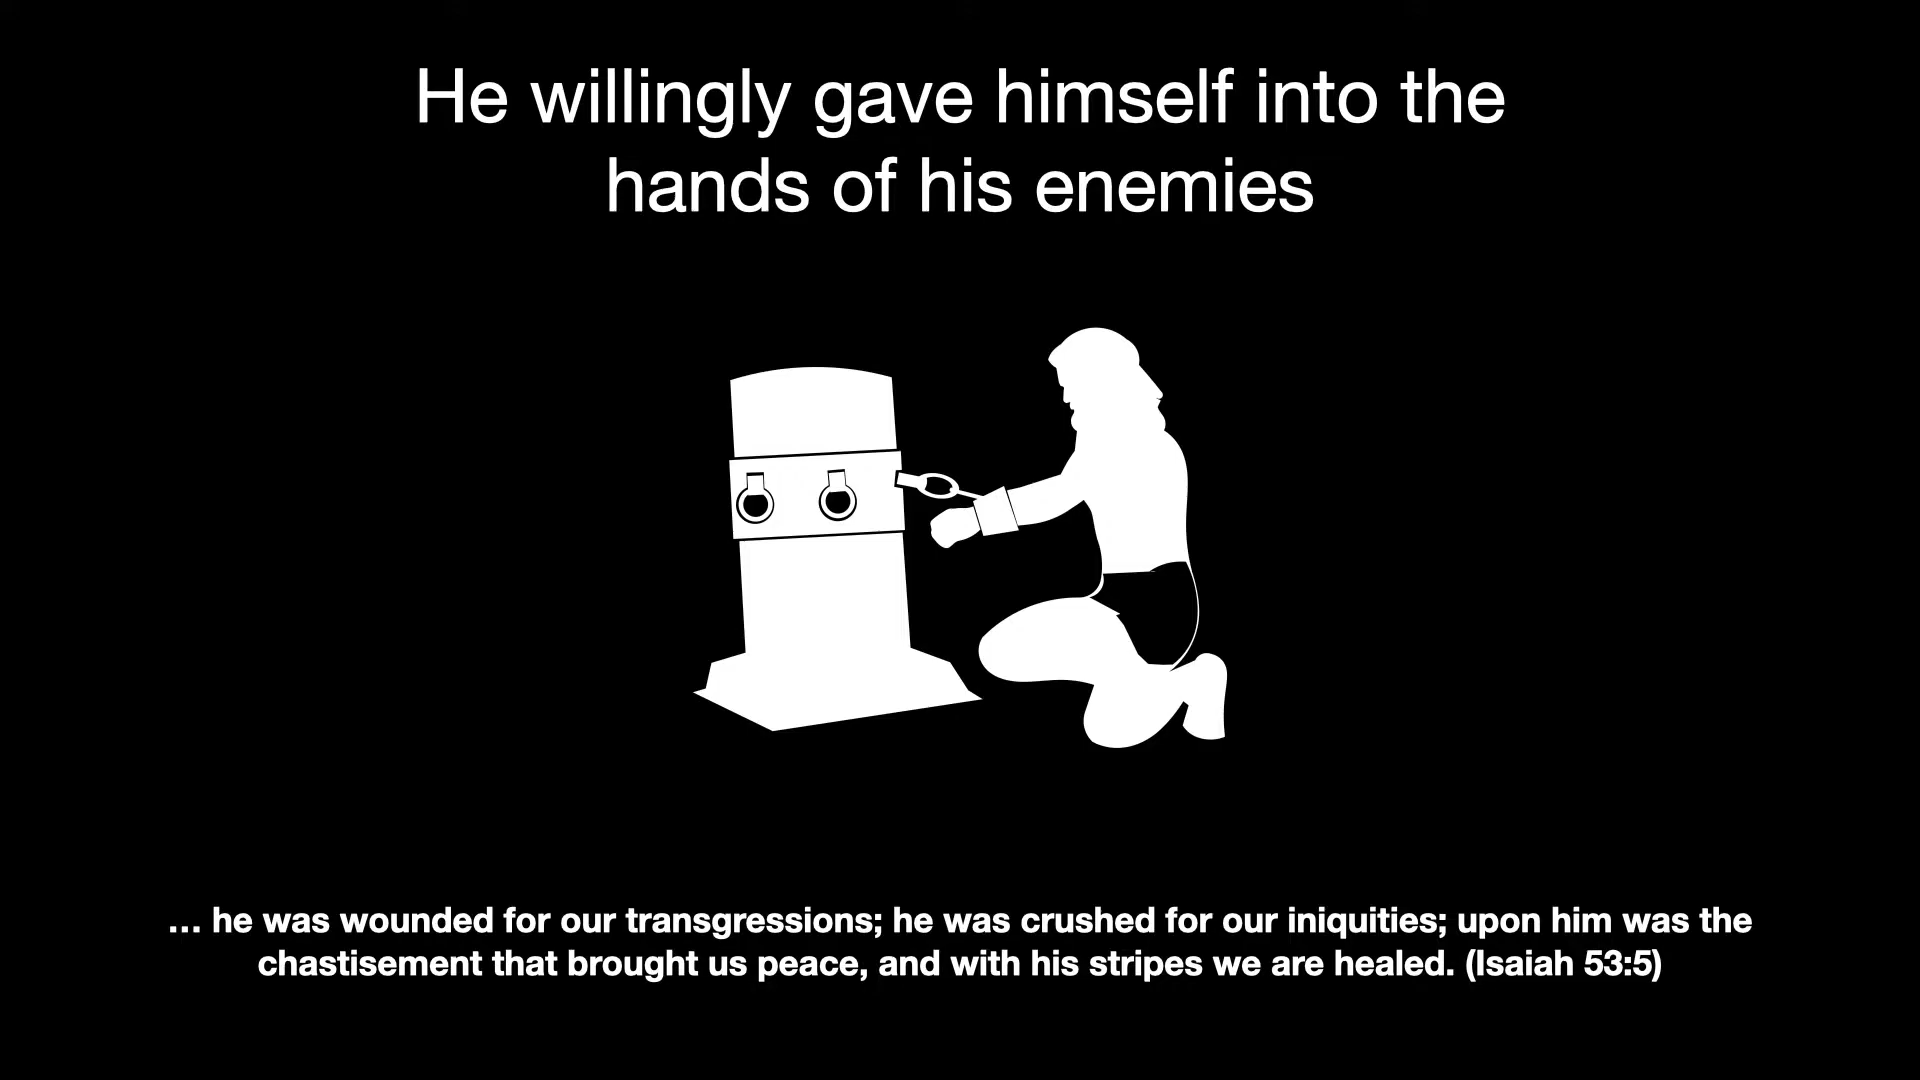 He willingly gave himself into the
hands of his enemies
... he was wounded for our transgressions; he was crushed for our iniquities; upon him was the
chastisement that brought us peace, and with his stripes we are healed. (Isaiah 53:5)